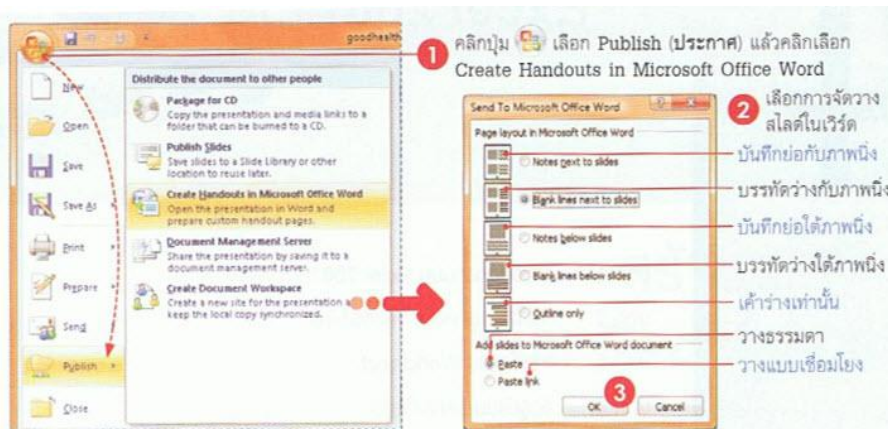 goodhealth
New
Open
Save
Save As
Print
Prepare
Send
Publish
Close
Distribute the document to other people
Package for CD
Copy the presentation and media links to a
folder that can be burned to a CD.
Publish Slides
Save slides to a Slide Library or other
location to reuse later.
Create Handouts in Microsoft Office Word
Open the presentation in Word and
prepare custom handout pages.
Document Management Server
Share the presentation by saving it to a
document management server.
Create Document Workspace
Create a new site for the presentation
keep the local copy synchronized.
1 คลิกปุ่ม เลือก Publish (ประกาศ) แล้วคลิกเลือก
Create Handouts in Microsoft Office Word
Send To Microsoft Office Word
Page layout in Microsoft Office Word
Notes next to slides
Blank lines next to slides
Notes below slides
Blank lines below slides
Outline only
Add slides to Microsoft Office Word document
Paste
Paste link
3
OK
Cancel
2 เลือกการจัดวาง
สไลด์ในเวิร์ด
บันทึกย่อกับภาพนิ่ง
บรรทัดว่างกับภาพนิ่ง
บันทึกย่อใต้ภาพนิ่ง
บรรทัดว่างใต้ภาพนิ่ง
เค้าร่างเท่านั้น
วางธรรมดา
วางแบบเชื่อมโยง